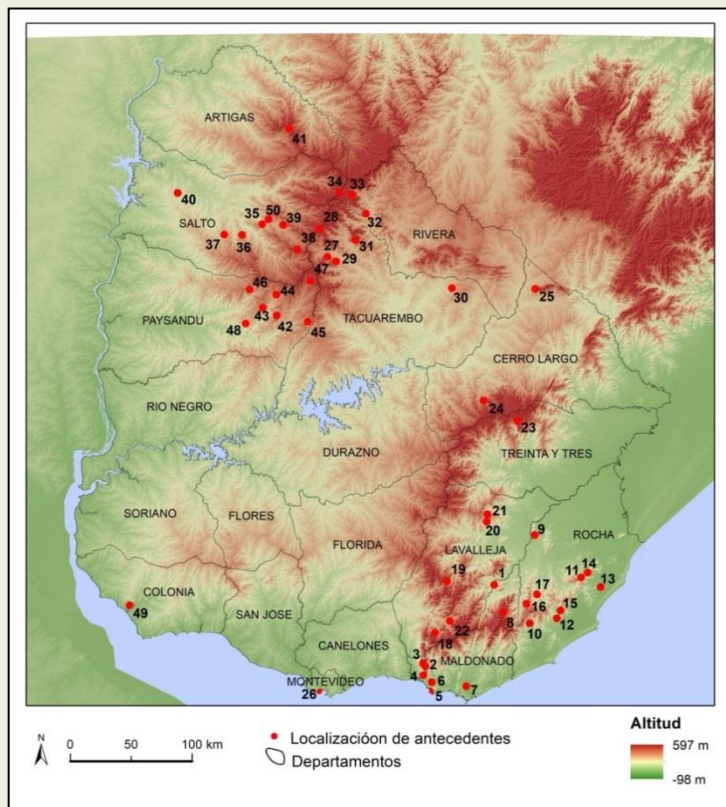 ARTIGAS
41
34 33
40
35 50 39 28 32
SALTO
RIVERA
37 36 38 27 31
29
47
46 44 30 25
PAYSANDU
43
48 42 45
TACUAREMBO
CERRO LARGO
RIO NEGRO
24
23
DURAZNO
TREINTA Y TRES
21
20
SORIANO FLORES
9
ROCHA
FLORIDA
LAVALLEJA
11 14
19 1 13
COLONIA
17
49
SAN JOSE
16 15
8
22 10 12
18
CANELONES
3 2 MALDONADO
4
MONTEVIDEO
6 7
26 5
N
0 50 100 km
Localizacióon de antecedentes
Departamentos
Altitud
597 m
-98 m